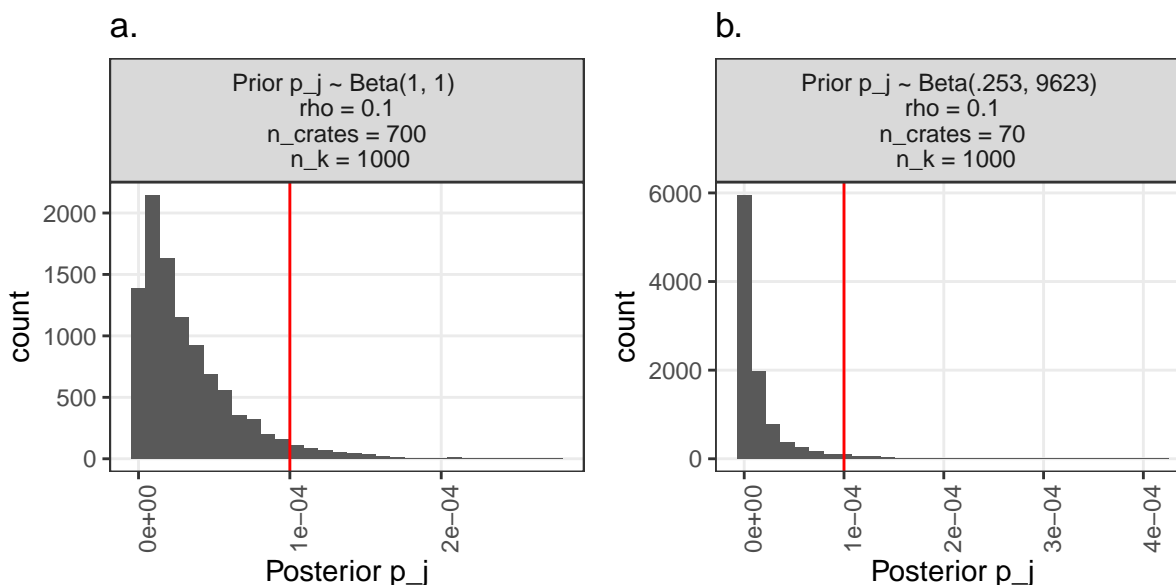 a.
Prior p_j ~ Beta(1, 1)
rho = 0.1
n_crates = 700
n_k = 1000
2000
1500
1000
500
0
count
0e+00
1e−04
2e−04
Posterior p_j
b.
Prior p_j ~ Beta(.253, 9623)
rho = 0.1
n_crates = 70
n_k = 1000
6000
4000
2000
0
count
0e+00
1e−04
2e−04
3e−04
4e−04
Posterior p_j